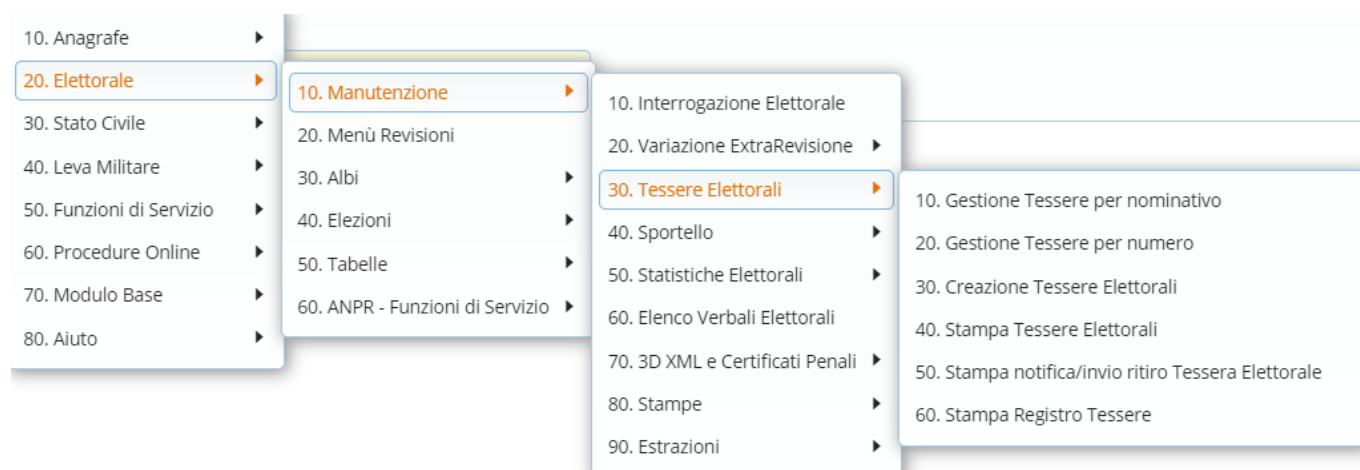 10. Anagrafe
20. Elettorale
30. Stato Civile
40. Leva Militare
50. Funzioni di Servizio
60. Procedure Online
70. Modulo Base
80. Aiuto
10. Manutenzione
20. Menù Revisioni
30. Albi
40. Elezioni
50. Tabelle
60. ANPR - Funzioni di Servizio
10. Interrogazione Elettorale
20. Variazione ExtraRevisione
30. Tessere Elettorali
40. Sportello
50. Statistiche Elettorali
60. Elenco Verbali Elettorali
70. 3D XML e Certificati Penali
80. Stampe
90. Estrazioni
10. Gestione Tessere per nominativo
20. Gestione Tessere per numero
30. Creazione Tessere Elettorali
40. Stampa Tessere Elettorali
50. Stampa notifica/invio ritiro Tessera Elettorale
60. Stampa Registro Tessere